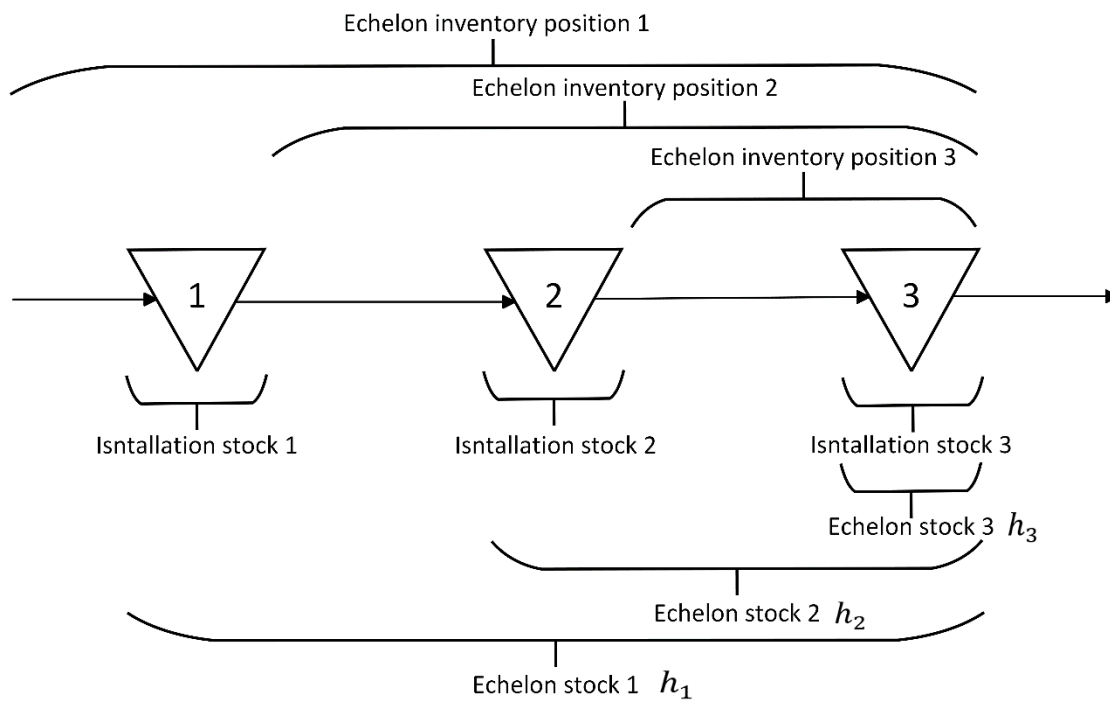 Echelon inventory position 1
Echelon inventory position 2
Echelon inventory position 3
1
2
3
Isntallation stock 1
Isntallation stock 2
Isntallation stock 3
Echelon stock 3 h₃
Echelon stock 2 h₂
Echelon stock 1 h₁